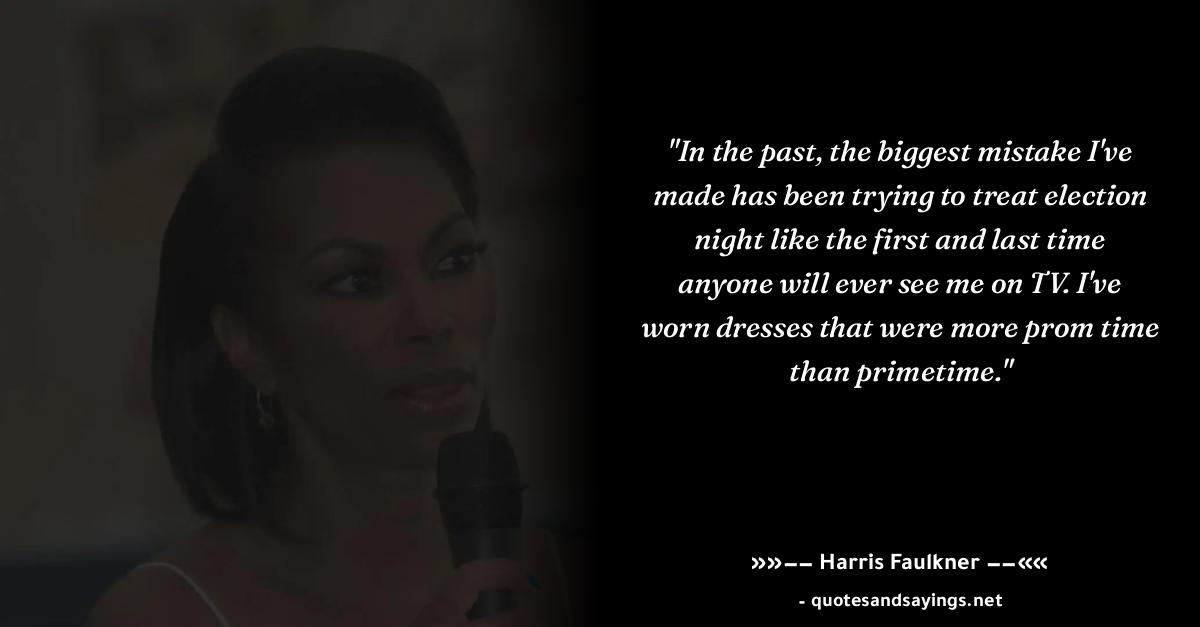 "In the past, the biggest mistake I've
made has been trying to treat election
night like the first and last time
anyone will ever see me on TV. I've
worn dresses that were more prom time
than primetime."
»»–– Harris Faulkner ––««
- quotesandsayings.net